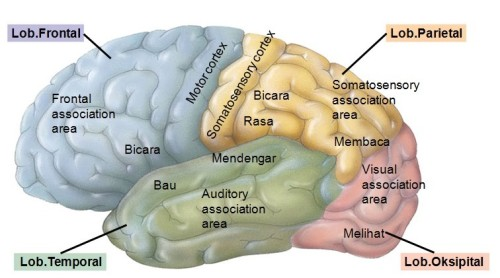 Lob.Frontal
Lob.Parietal
Motor cortex
Somatosensory cortex
Frontal
association
area
Bicara
Bicara
Rasa
Somatosensory
association
area
Membaca
Mendengar
Bau
Auditory
association
area
Visual
association
area
Melihat
Lob.Temporal
Lob.Oksipital